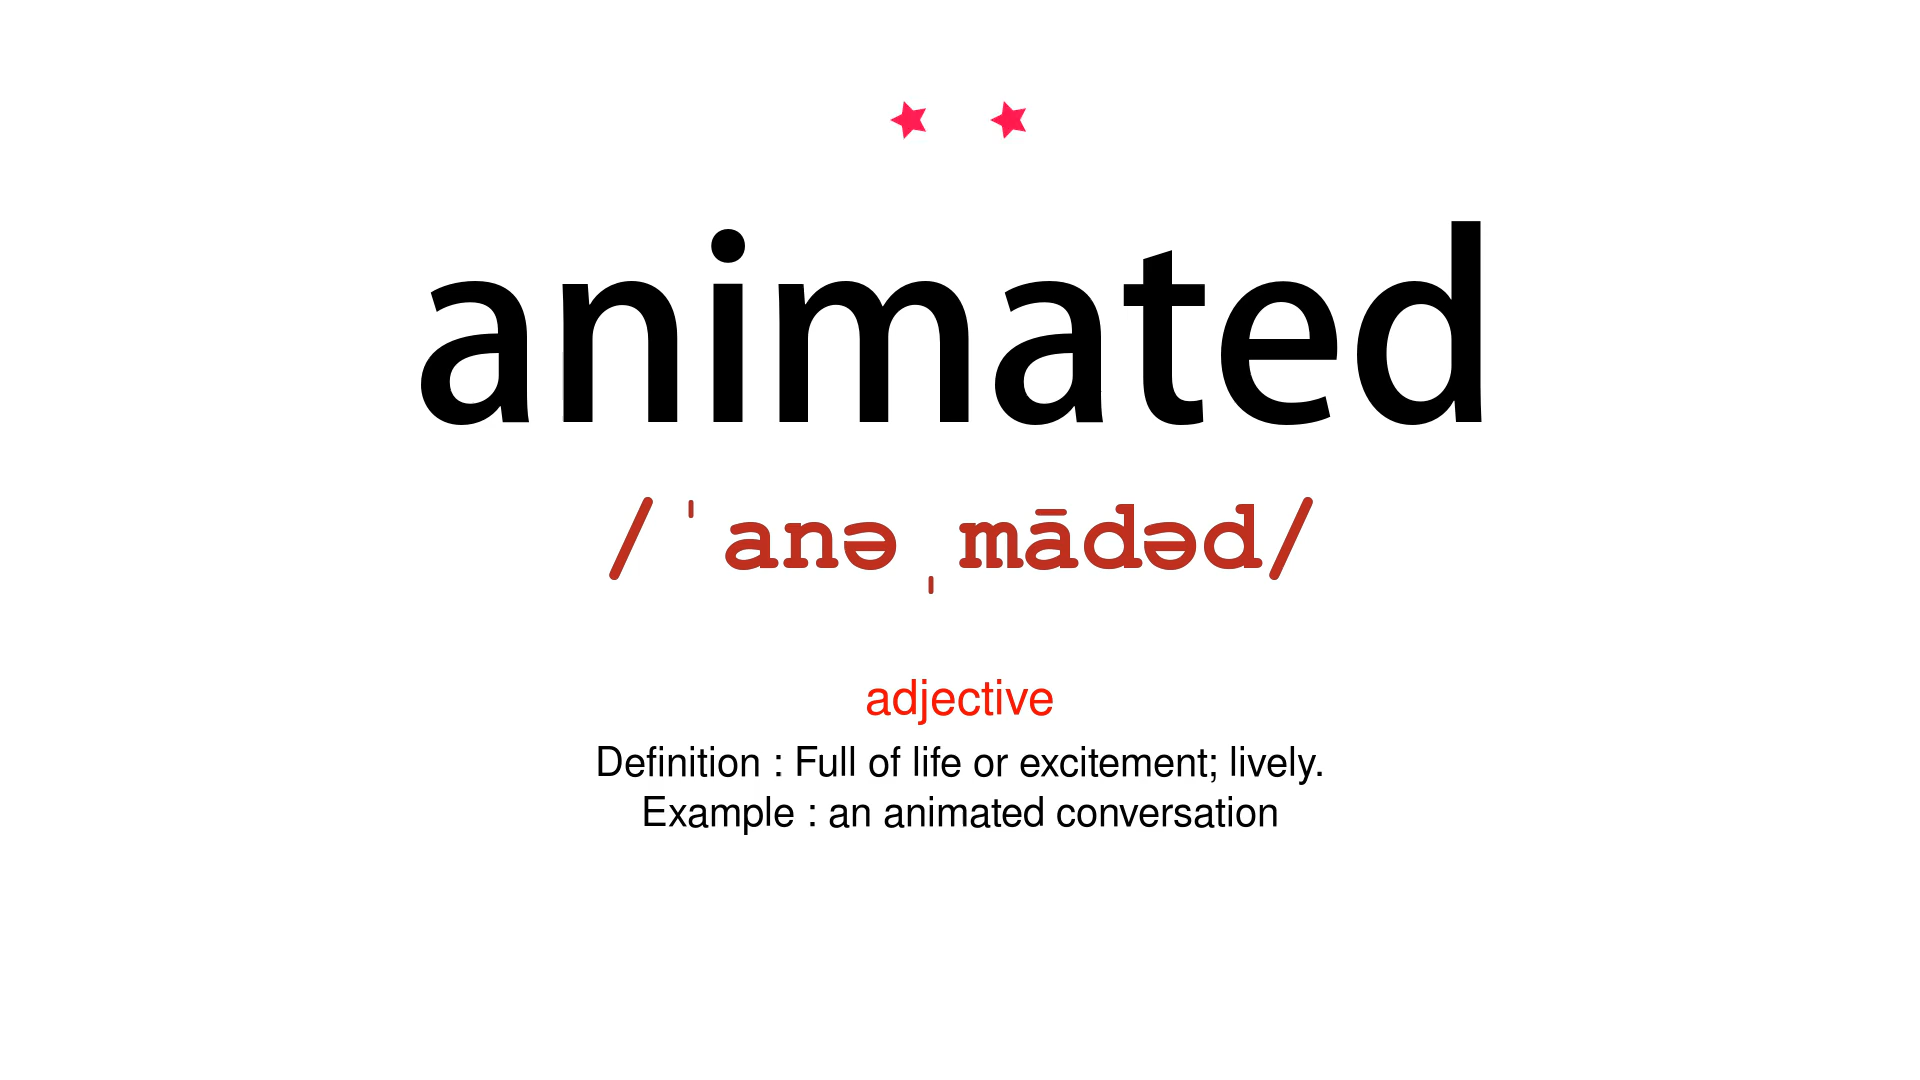 animated
/ˈanəˌmādəd/
adjective
Definition : Full of life or excitement; lively.
Example : an animated conversation